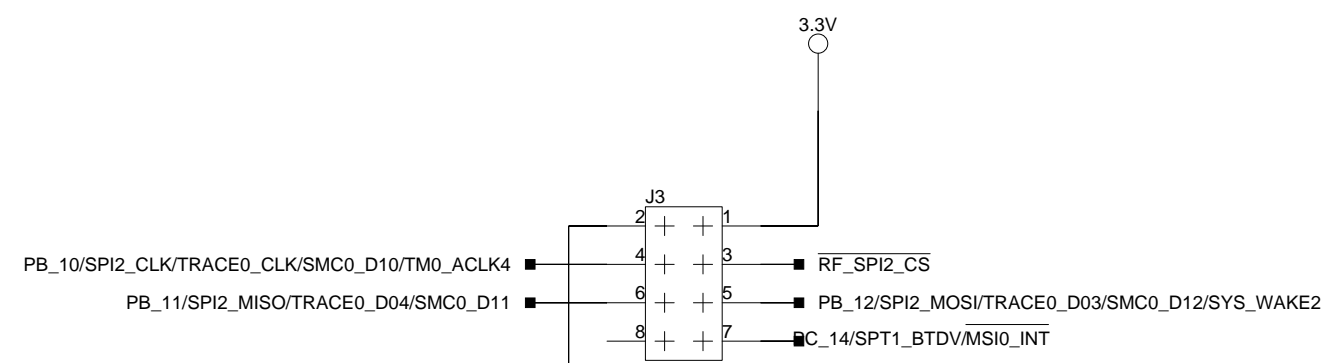 3.3V
J3
2 1
PB_10/SPI2_CLK/TRACE0_CLK/SMC0_D10/TM0_ACLK4 4 3 RF_SPI2_CS
PB_11/SPI2_MISO/TRACE0_D04/SMC0_D11 6 5 PB_12/SPI2_MOSI/TRACE0_D03/SMC0_D12/SYS_WAKE2
8 7 PC_14/SPT1_BTDV/MSI0_INT